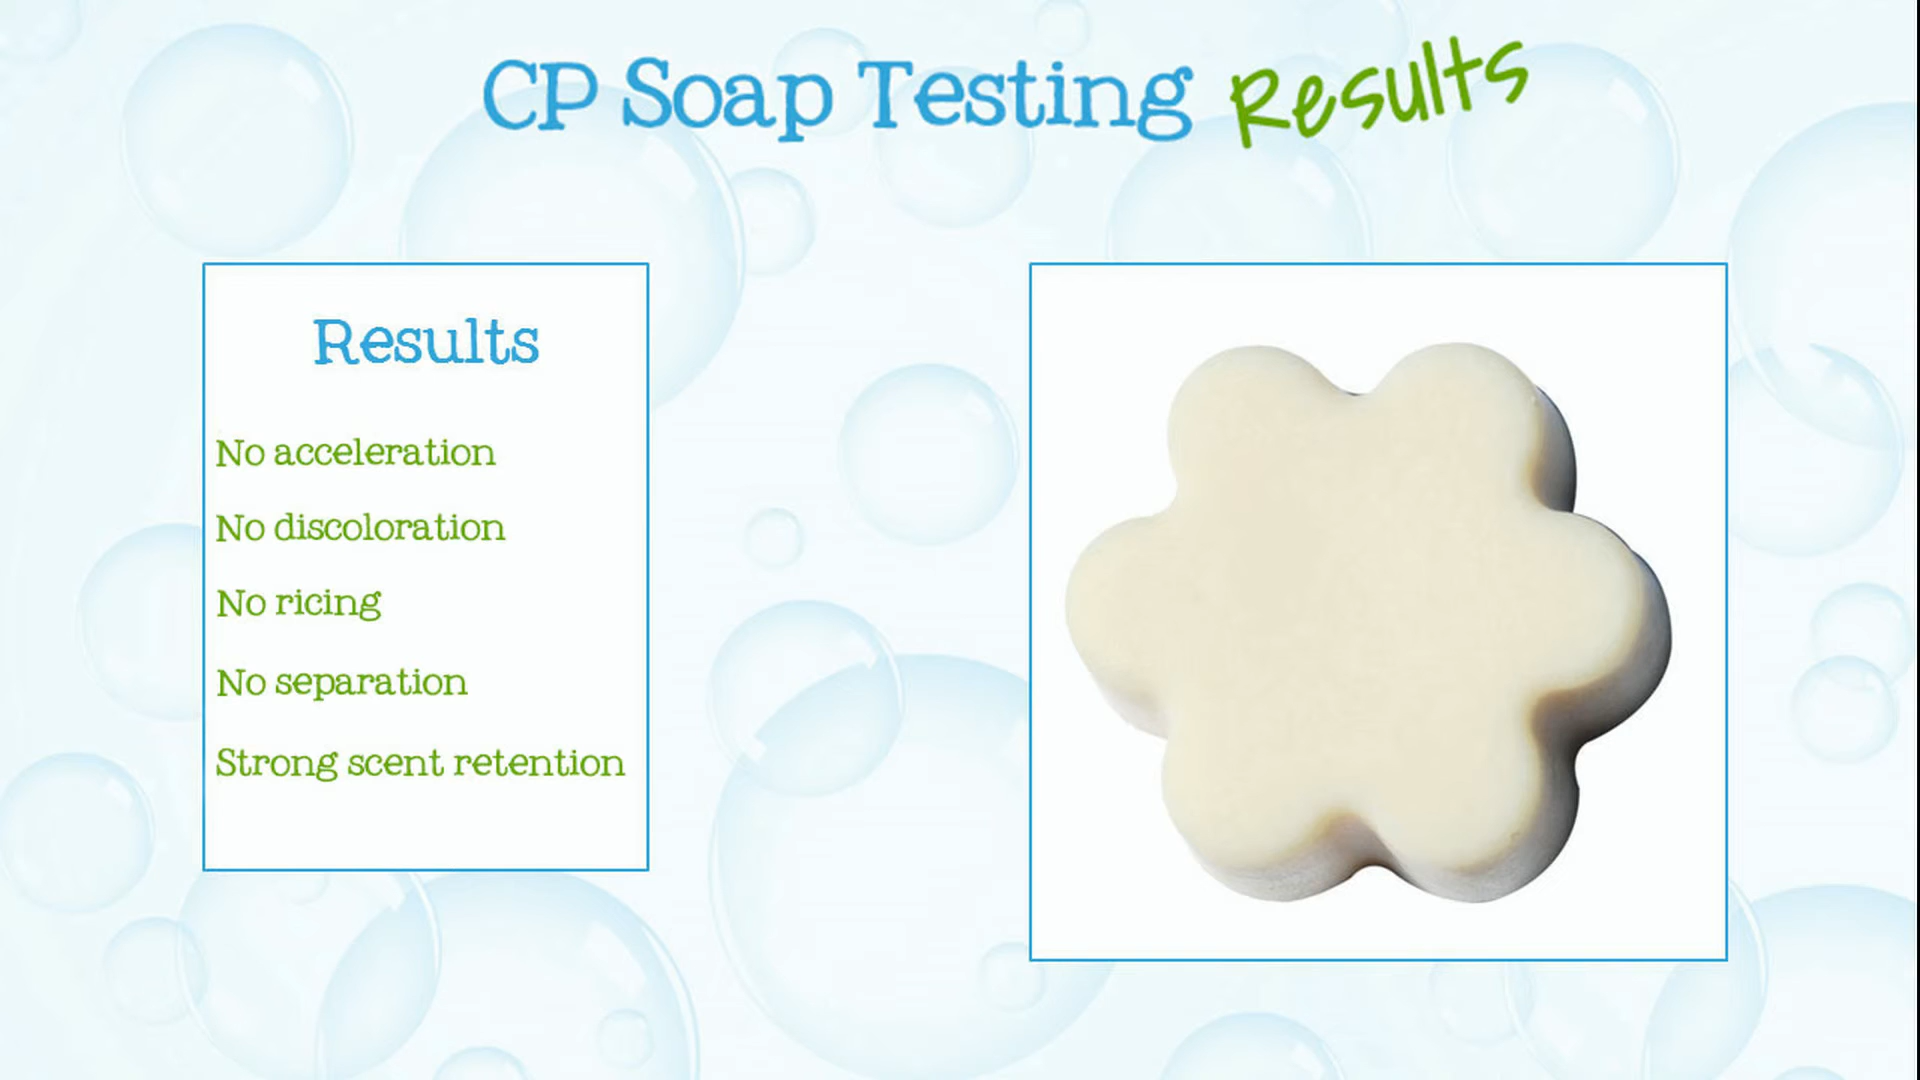 CP Soap Testing Results
Results
No acceleration
No discoloration
No ricing
No separation
Strong scent retention